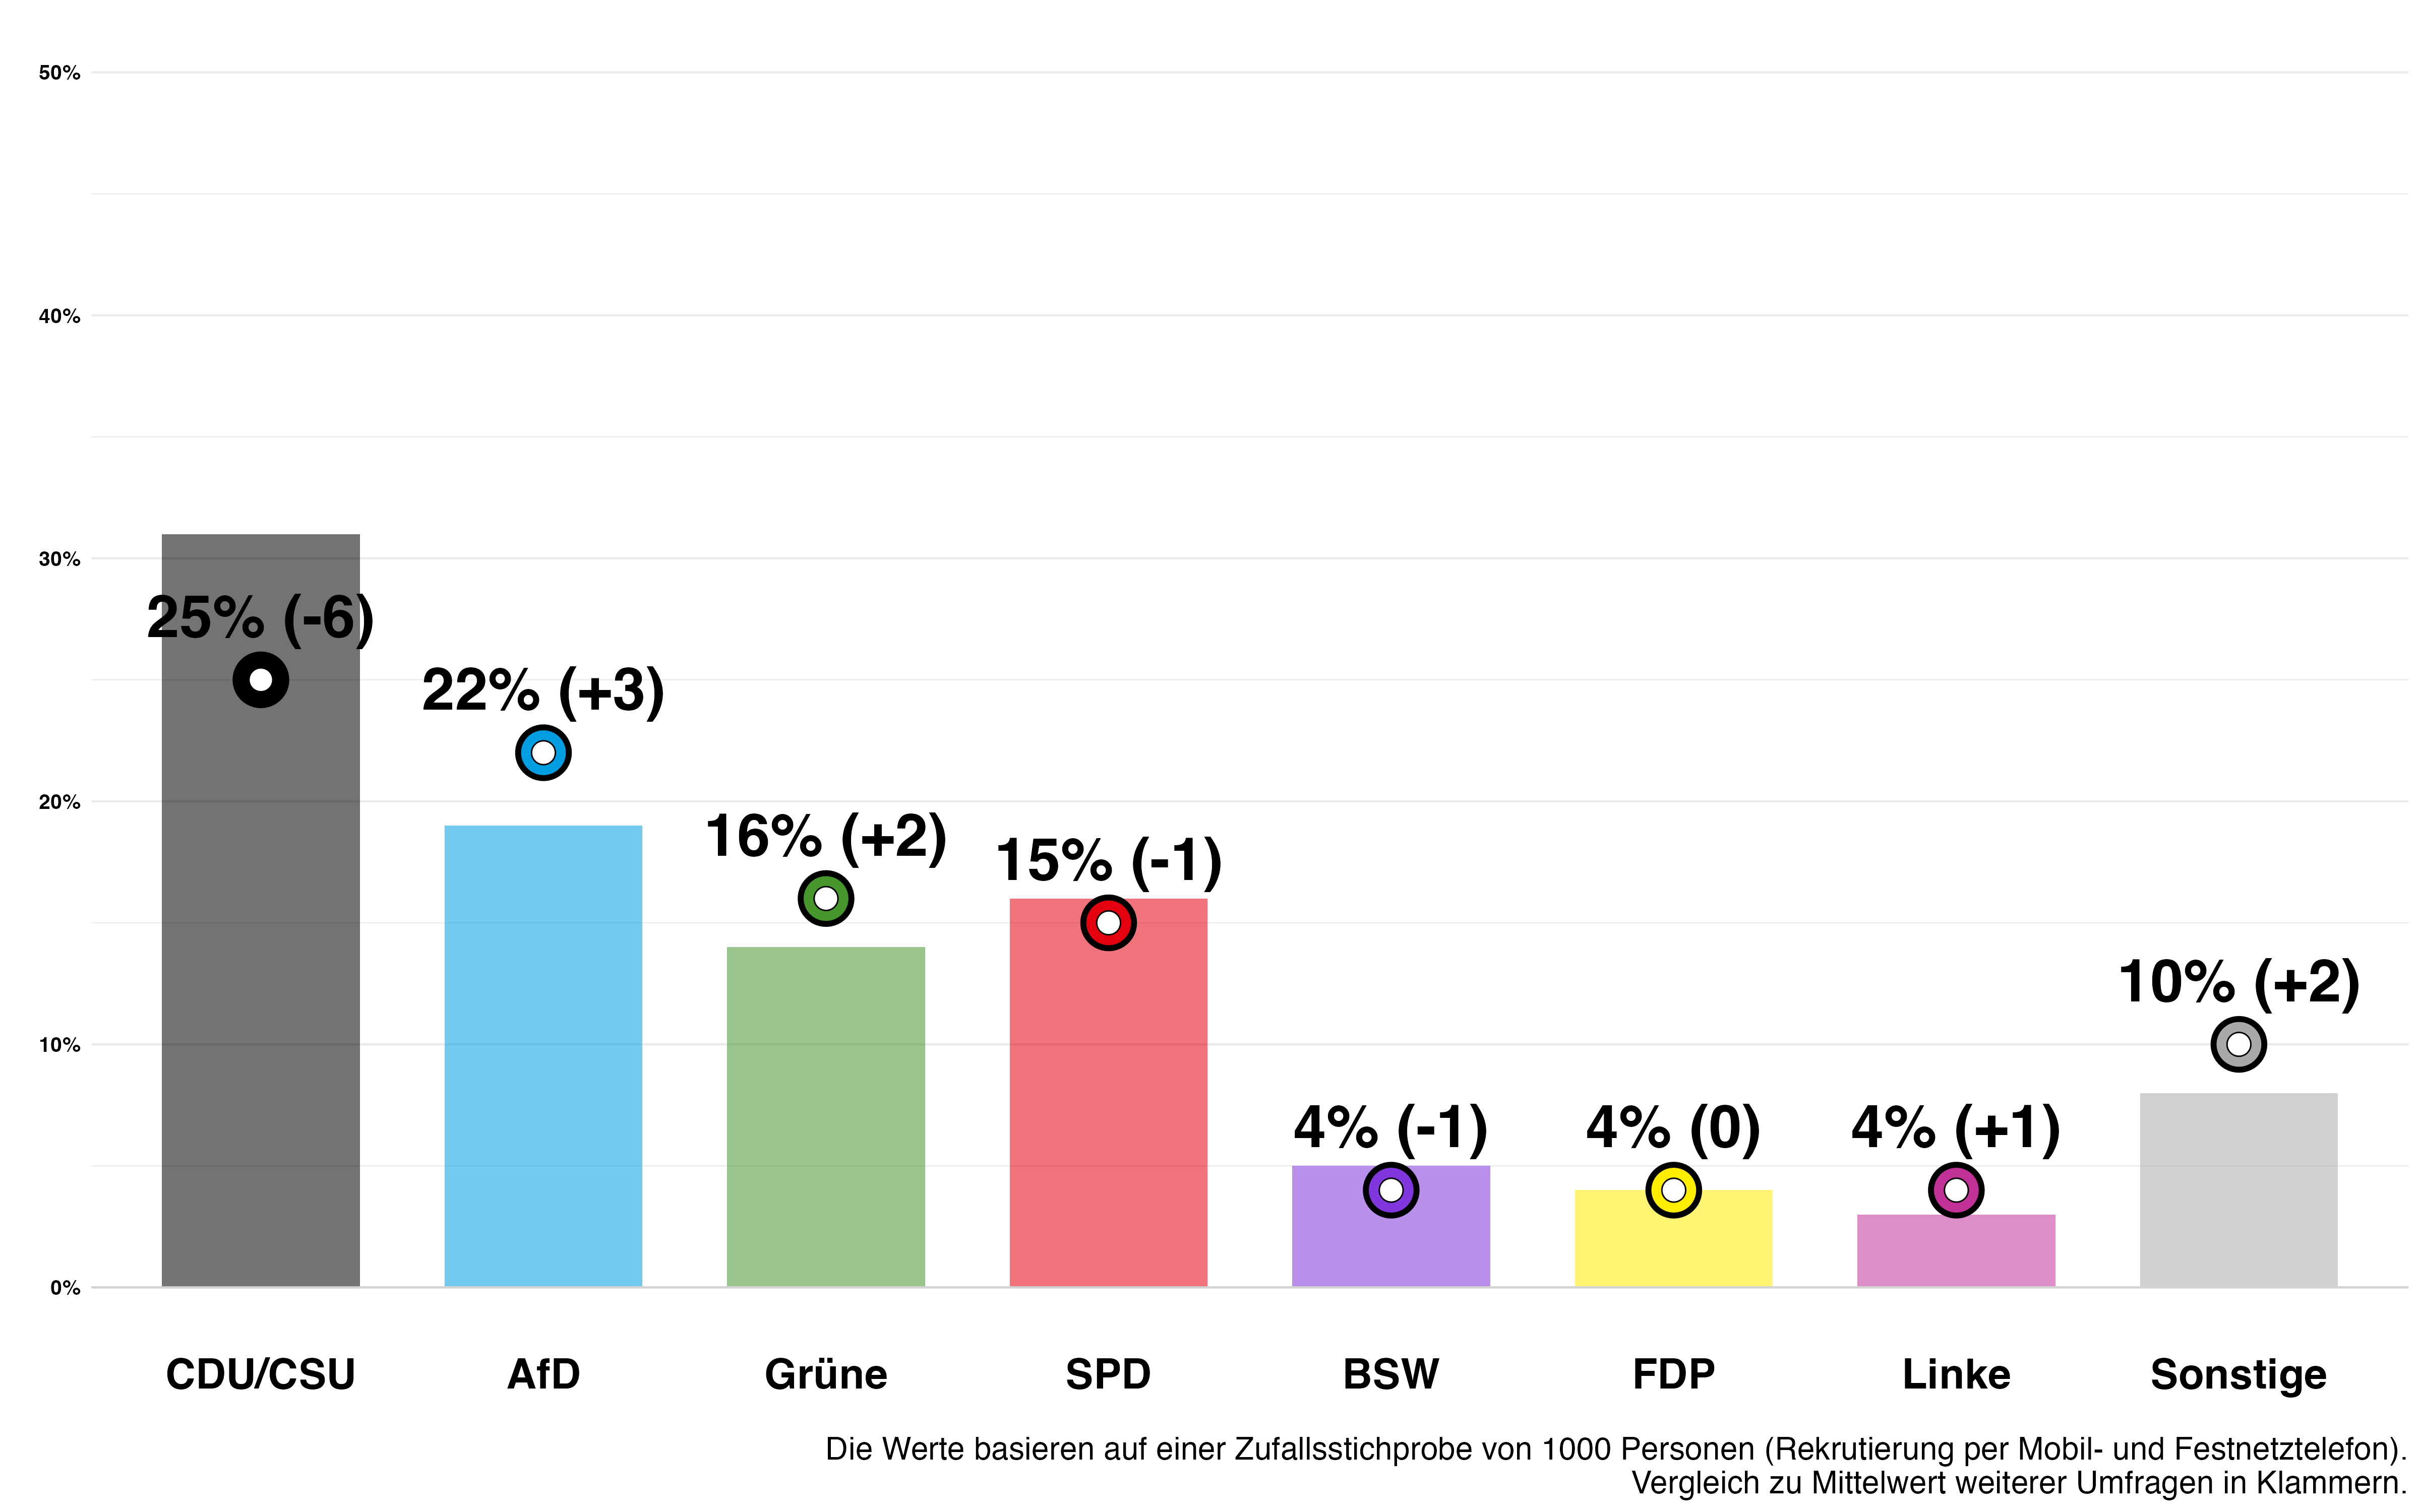 50%
40%
30%
20%
10%
0%
25% (-6)
22% (+3)
16% (+2)
15% (-1)
4% (-1)
4% (0)
4% (+1)
10% (+2)
CDU/CSU
AfD
Grüne
SPD
BSW
FDP
Linke
Sonstige
Die Werte basieren auf einer Zufallsstichprobe von 1000 Personen (Rekrutierung per Mobil- und Festnetztelefon).
Vergleich zu Mittelwert weiterer Umfragen in Klammern.